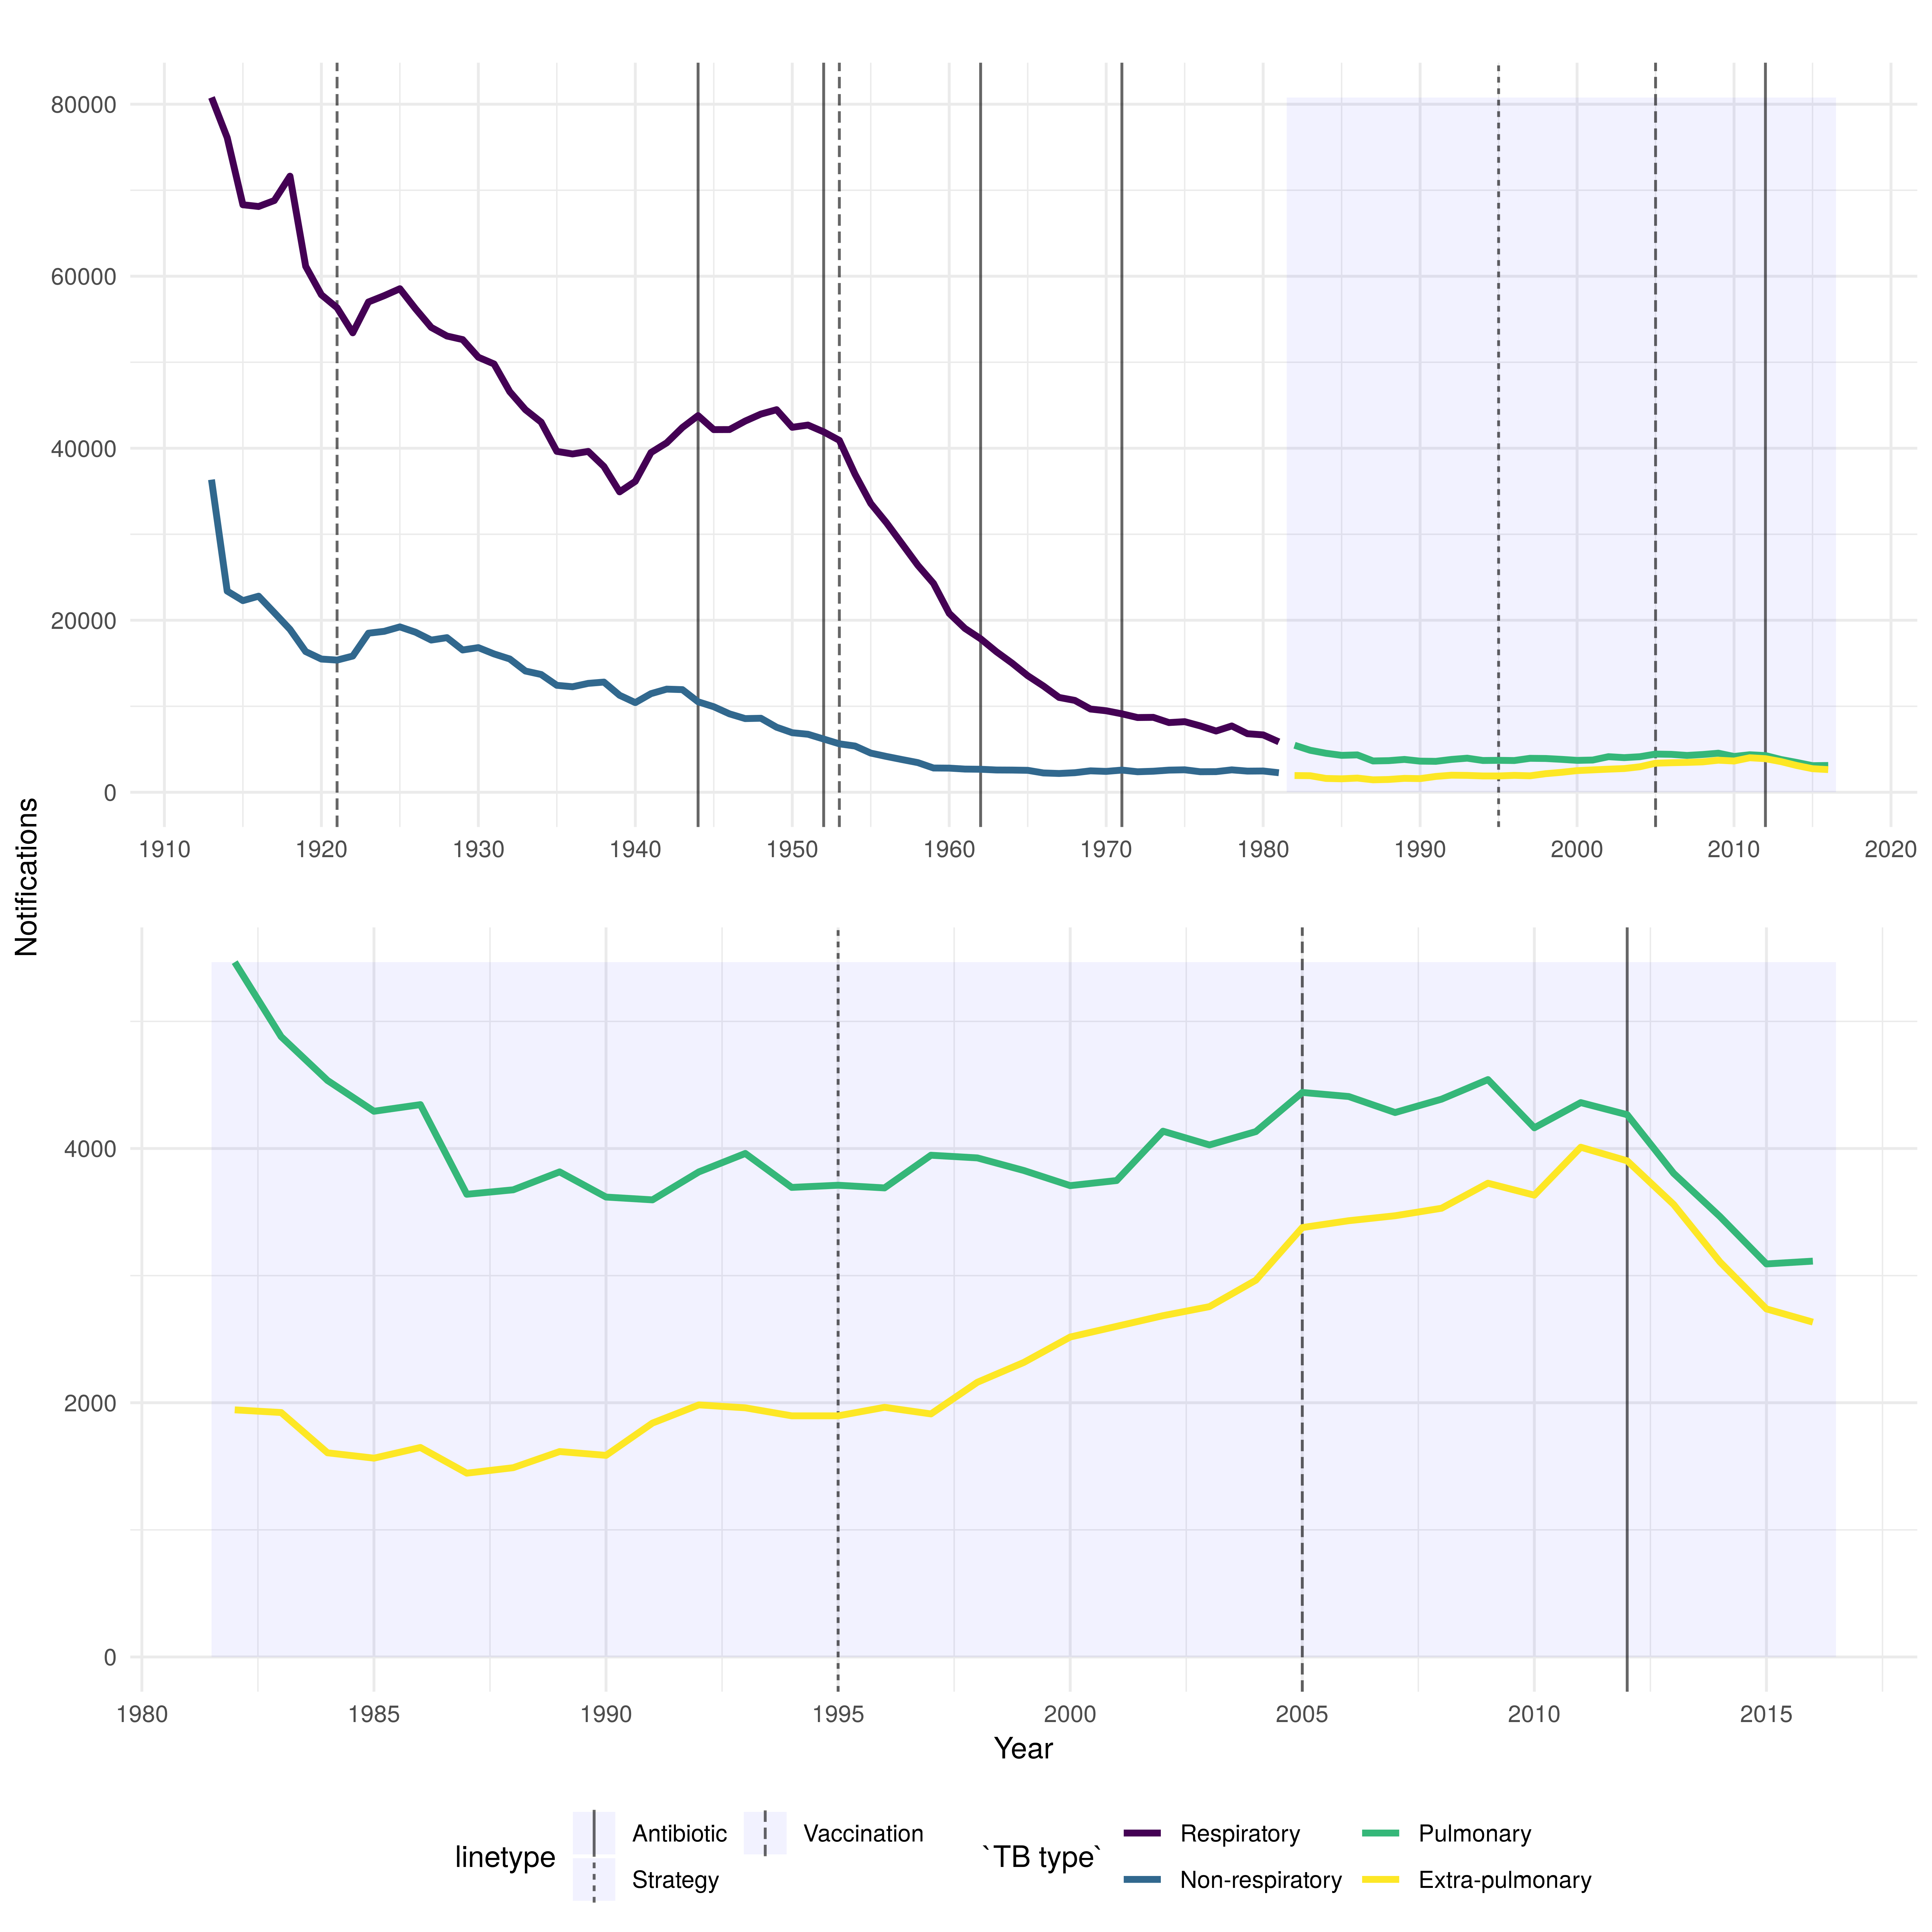 80000
60000
40000
20000
0
1910 1920 1930 1940 1950 1960 1970 1980 1990 2000 2010 2020
Notifications
4000
2000
0
1980 1985 1990 1995 2000 2005 2010 2015
Year
linetype
Antibiotic Vaccination
Strategy
`TB type`
Respiratory Pulmonary
Non-respiratory Extra-pulmonary